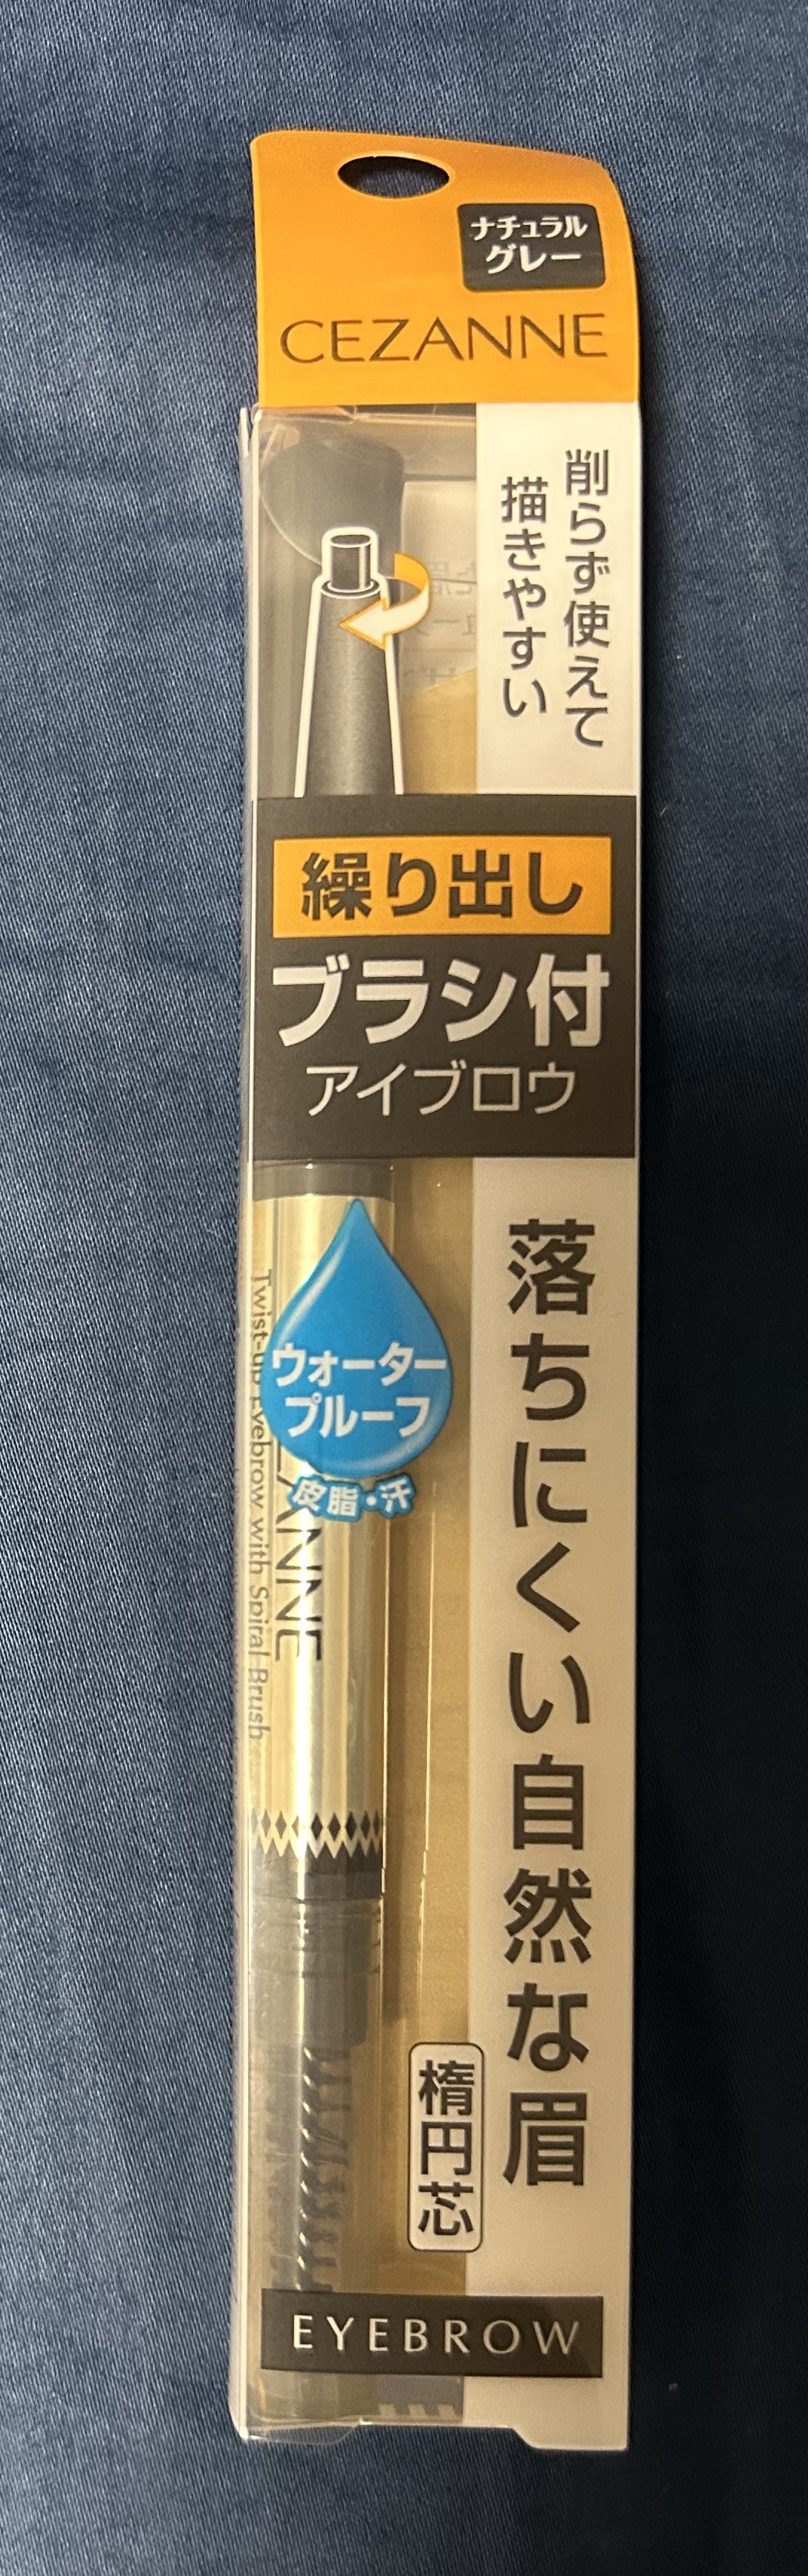 ナチュラル
グレー
CEZANNE
削らず使えて
描きやすい
繰り出し
ブラシ付
アイブロウ
落ちにくい自然な眉
ウォーター
プルーフ
皮脂・汗
Twist-up Eyebrow with Spiral Brush
ANNE
楕円芯
EYEBROW